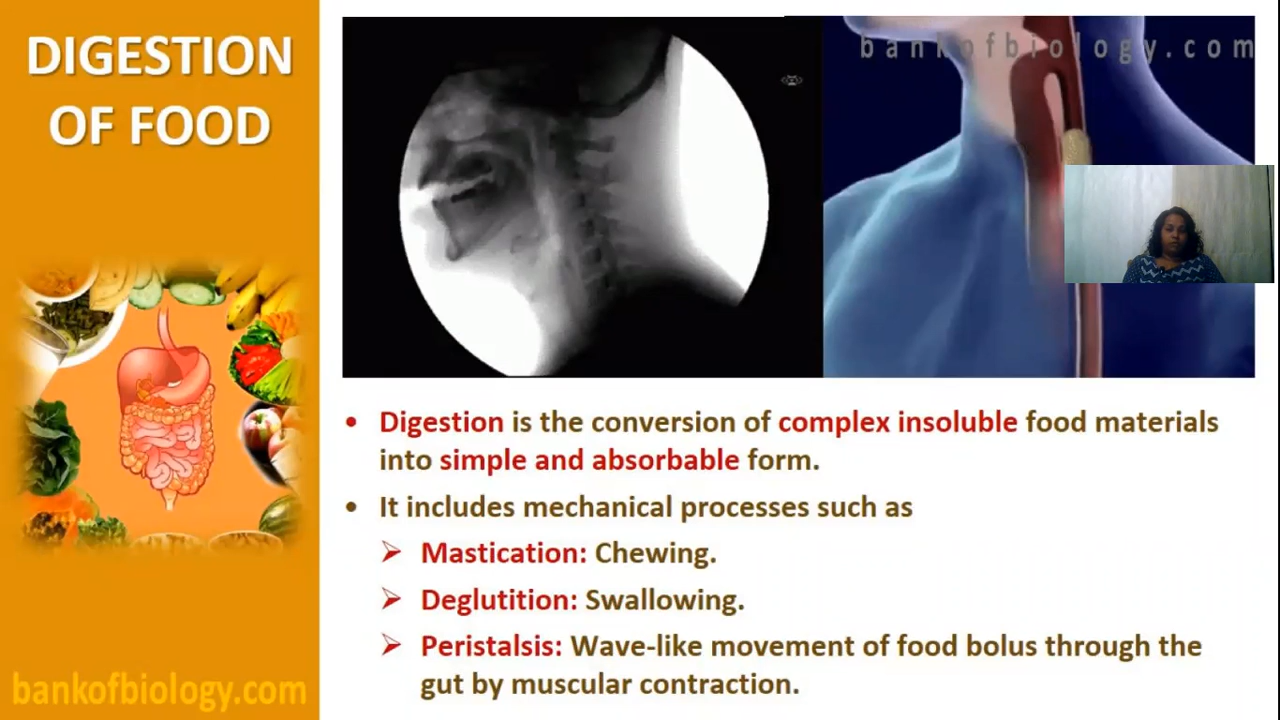 DIGESTION
OF FOOD
bankofbiology.com
• Digestion is the conversion of complex insoluble food materials
into simple and absorbable form.
• It includes mechanical processes such as
➢ Mastication: Chewing.
➢ Deglutition: Swallowing.
➢ Peristalsis: Wave-like movement of food bolus through the
gut by muscular contraction.
bankofbiology.com